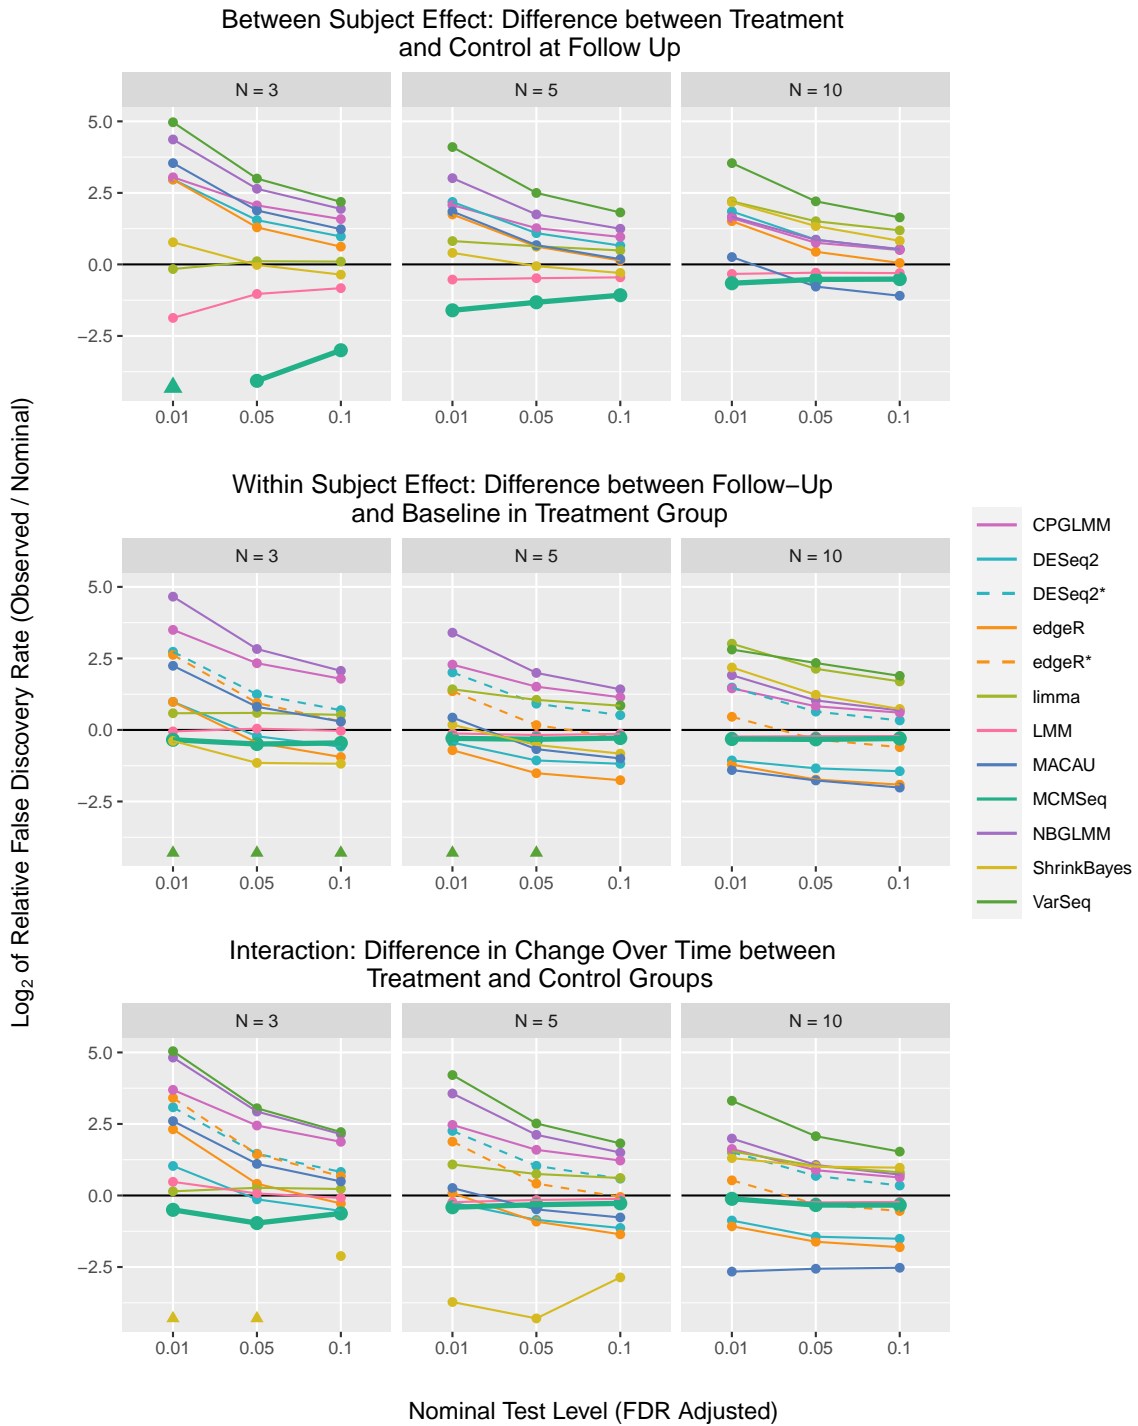 Between Subject Effect: Difference between Treatment
and Control at Follow Up
N = 3
N = 5
N = 10
5.0
2.5
0.0
−2.5
0.01
0.05
0.1
0.01
0.05
0.1
0.01
0.05
0.1
Within Subject Effect: Difference between Follow−Up
and Baseline in Treatment Group
N = 3
N = 5
N = 10
5.0
2.5
0.0
−2.5
0.01
0.05
0.1
0.01
0.05
0.1
0.01
0.05
0.1
Interaction: Difference in Change Over Time between
Treatment and Control Groups
N = 3
N = 5
N = 10
5.0
2.5
0.0
−2.5
0.01
0.05
0.1
0.01
0.05
0.1
0.01
0.05
0.1
Log₂ of Relative False Discovery Rate (Observed / Nominal)
Nominal Test Level (FDR Adjusted)
CPGLMM
DESeq2
DESeq2*
edgeR
edgeR*
limma
LMM
MACAU
MCMSeq
NBGLMM
ShrinkBayes
VarSeq